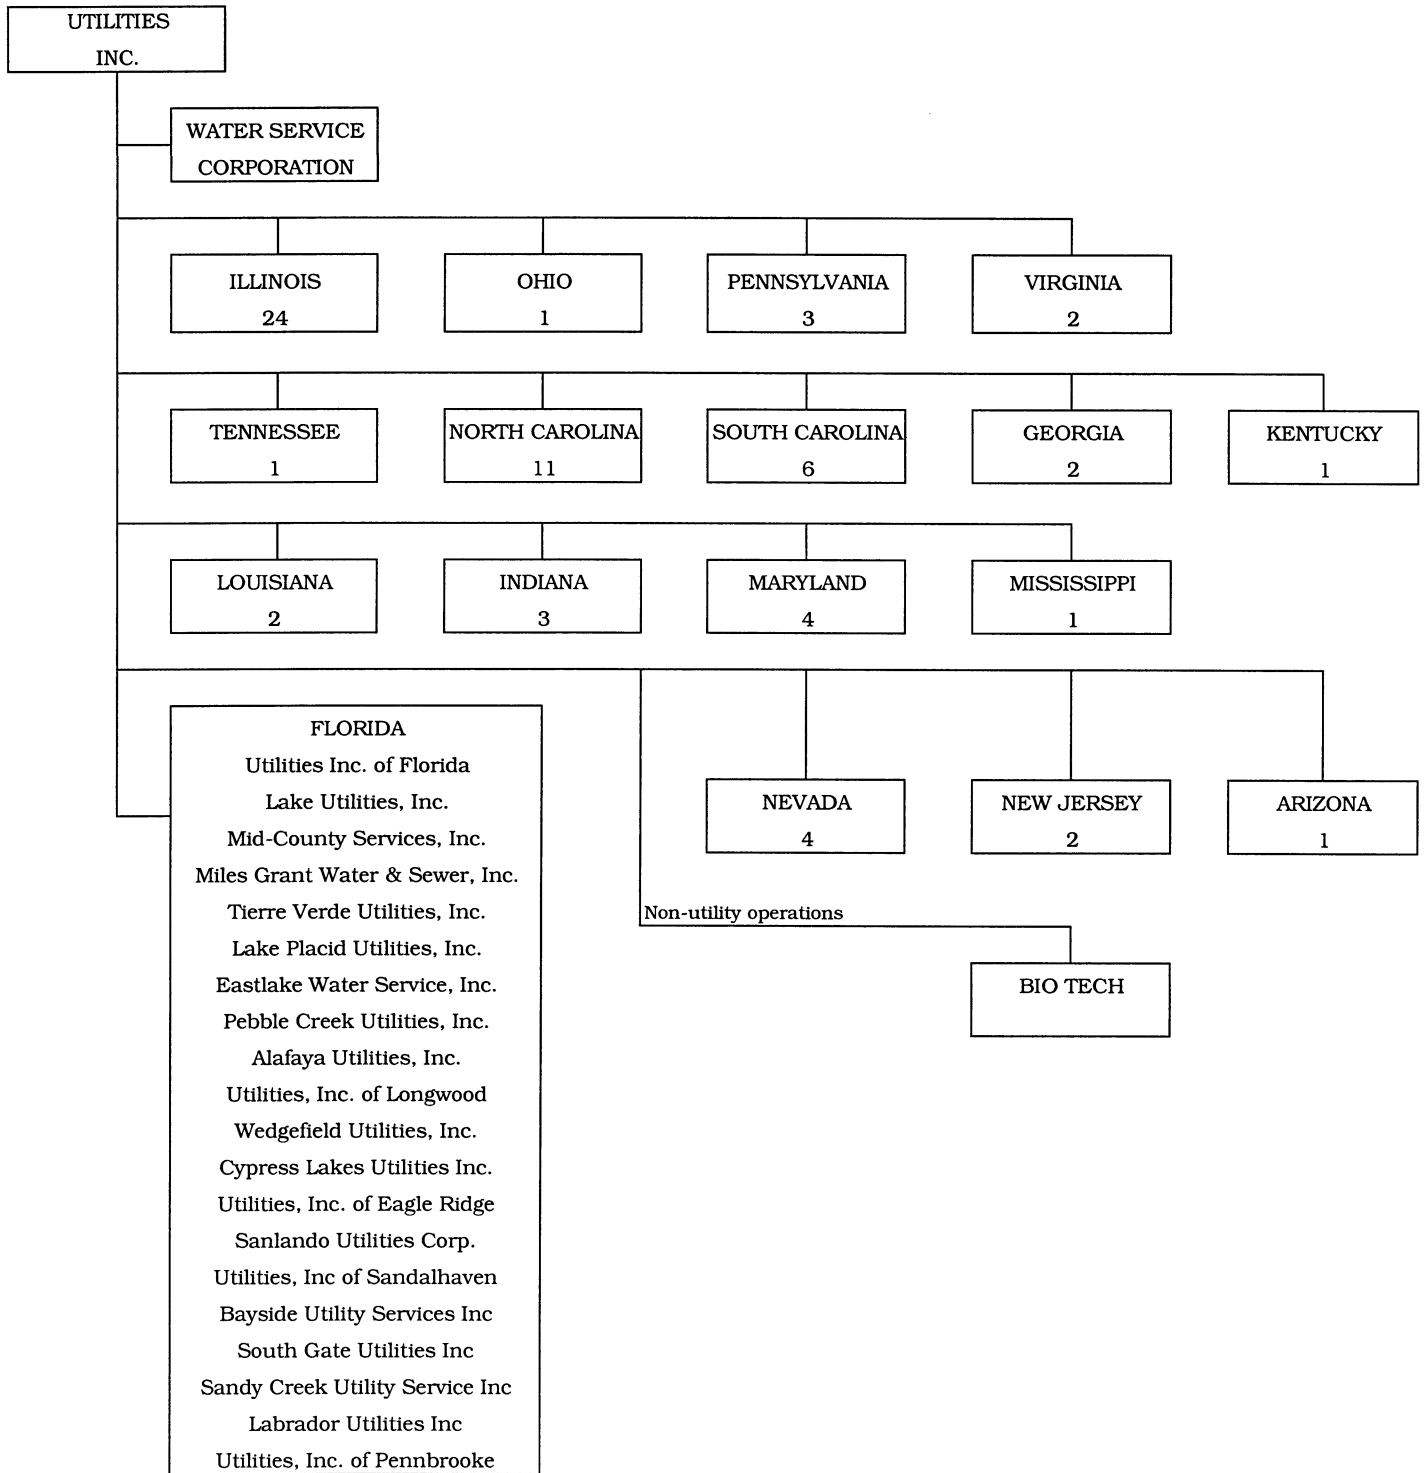 UTILITIES
INC.
WATER SERVICE
CORPORATION
ILLINOIS
24
OHIO
1
PENNSYLVANIA
3
VIRGINIA
2
TENNESSEE
1
NORTH CAROLINA
11
SOUTH CAROLINA
6
GEORGIA
2
KENTUCKY
1
LOUISIANA
2
INDIANA
3
MARYLAND
4
MISSISSIPPI
1
FLORIDA
Utilities Inc. of Florida
Lake Utilities, Inc.
Mid-County Services, Inc.
Miles Grant Water & Sewer, Inc.
Tierre Verde Utilities, Inc.
Lake Placid Utilities, Inc.
Eastlake Water Service, Inc.
Pebble Creek Utilities, Inc.
Alafaya Utilities, Inc.
Utilities, Inc. of Longwood
Wedgefield Utilities, Inc.
Cypress Lakes Utilities Inc.
Utilities, Inc. of Eagle Ridge
Sanlando Utilities Corp.
Utilities, Inc of Sandalhaven
Bayside Utility Services Inc
South Gate Utilities Inc
Sandy Creek Utility Service Inc
Labrador Utilities Inc
Utilities, Inc. of Pennbrooke
NEVADA
4
NEW JERSEY
2
ARIZONA
1
Non-utility operations
BIO TECH